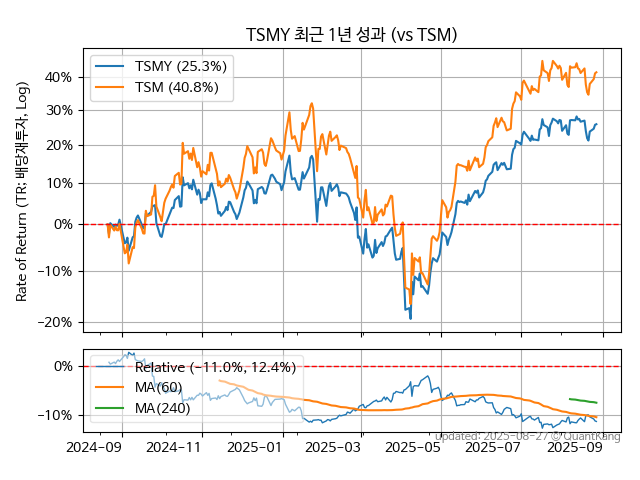 TSMY 최근 1년 성과 (vs TSM)
Rate of Return (TR: 배당재투자, Log)
TSMY (25.3%)
TSM (40.8%)
40%
30%
20%
10%
0%
−10%
−20%
Relative (−11.0%, 12.4%)
MA(60)
MA(240)
0%
−10%
2024−09
2024−11
2025−01
2025−03
2025−05
2025−07
2025−09
updated: 2025−08−27 © QuantKang